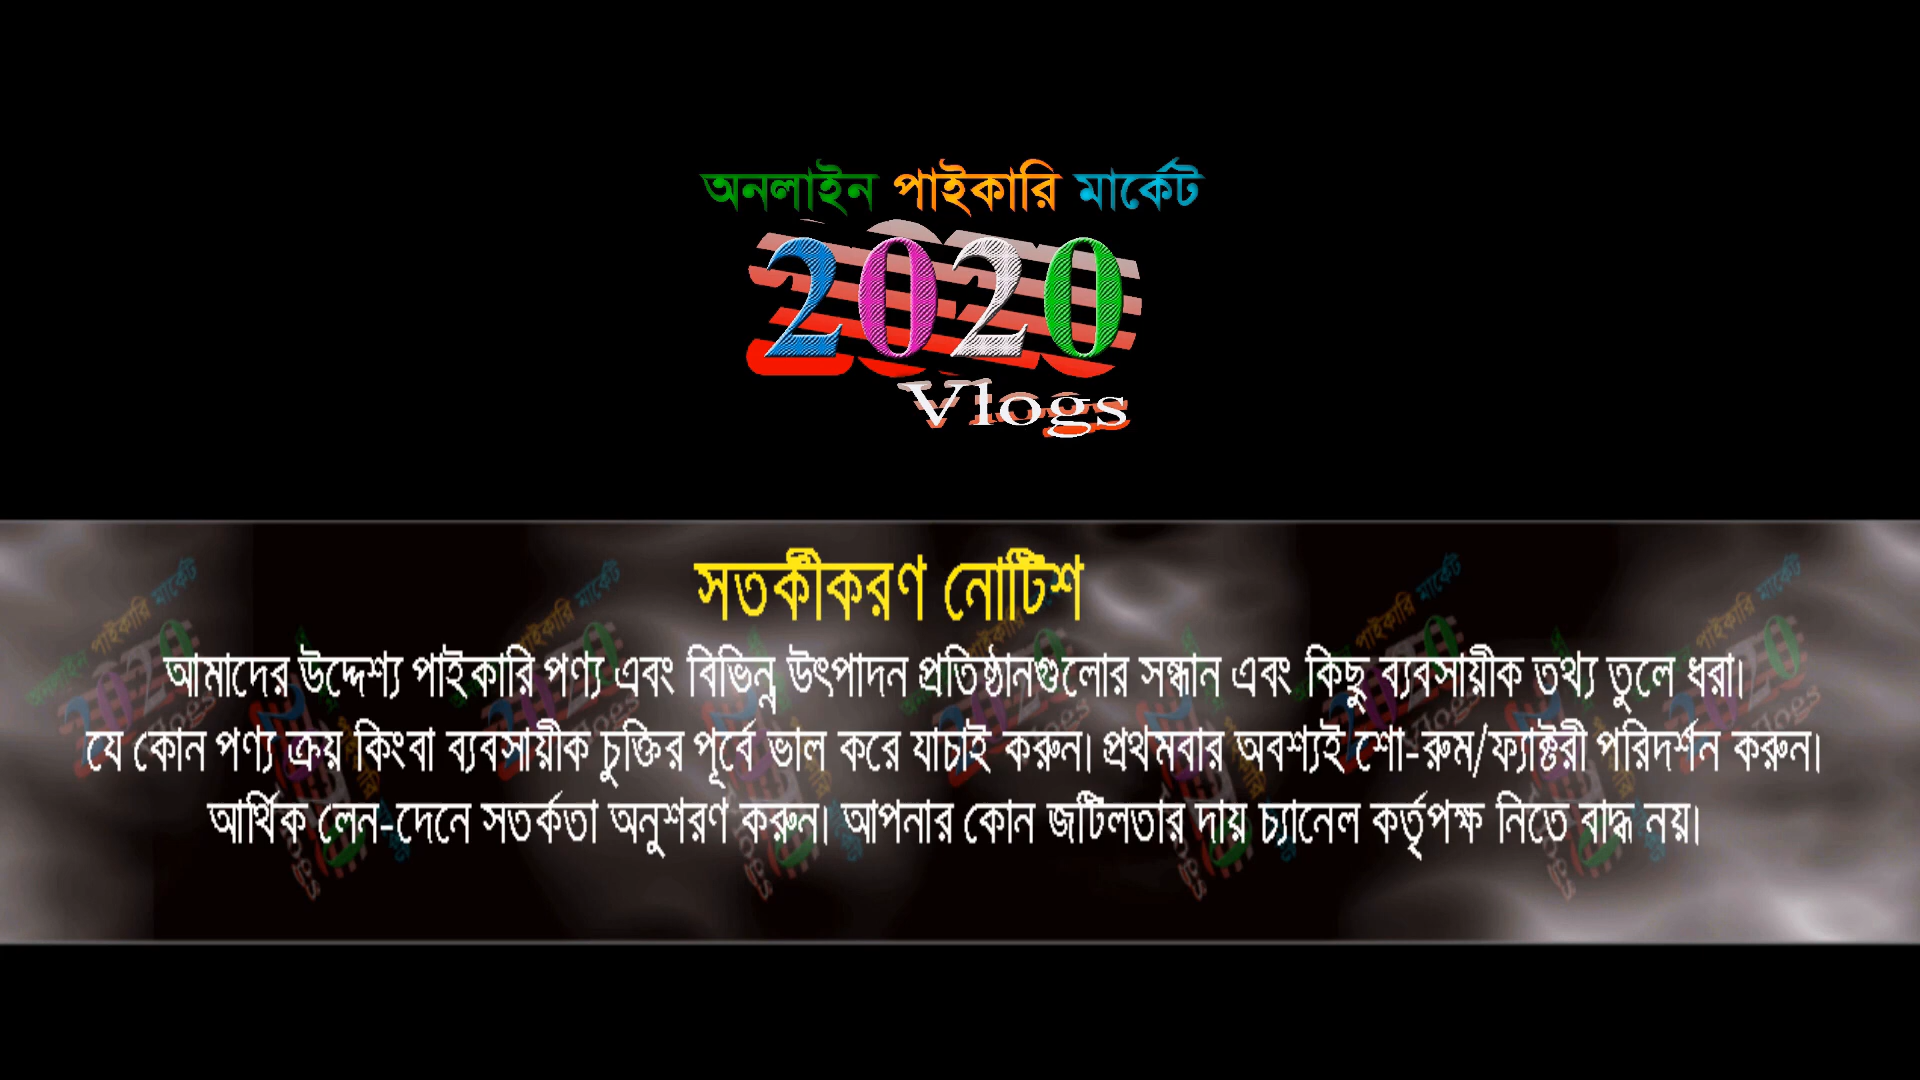 অনলাইন পাইকারি মার্কেট
2020
Vlogs
সতর্কীকরণ নোটিশ
আমাদের উদ্দেশ্য পাইকারি পণ্য এবং বিভিন্ন উৎপাদন প্রতিষ্ঠানগুলোর সন্ধান এবং কিছু ব্যবসায়ীক তথ্য তুলে ধরা।
যে কোন পণ্য ক্রয় কিংবা ব্যবসায়ীক চুক্তির পূর্বে ভাল করে যাচাই করুন। প্রথমবার অবশ্যই শো-রুম/ফ্যাক্টরী পরিদর্শন করুন।
আর্থিক লেন-দেনে সতর্কতা অনুশরণ করুন। আপনার কোন জটিলতার দায় চ্যানেল কর্তৃপক্ষ নিতে বাদ্ধ নয়।